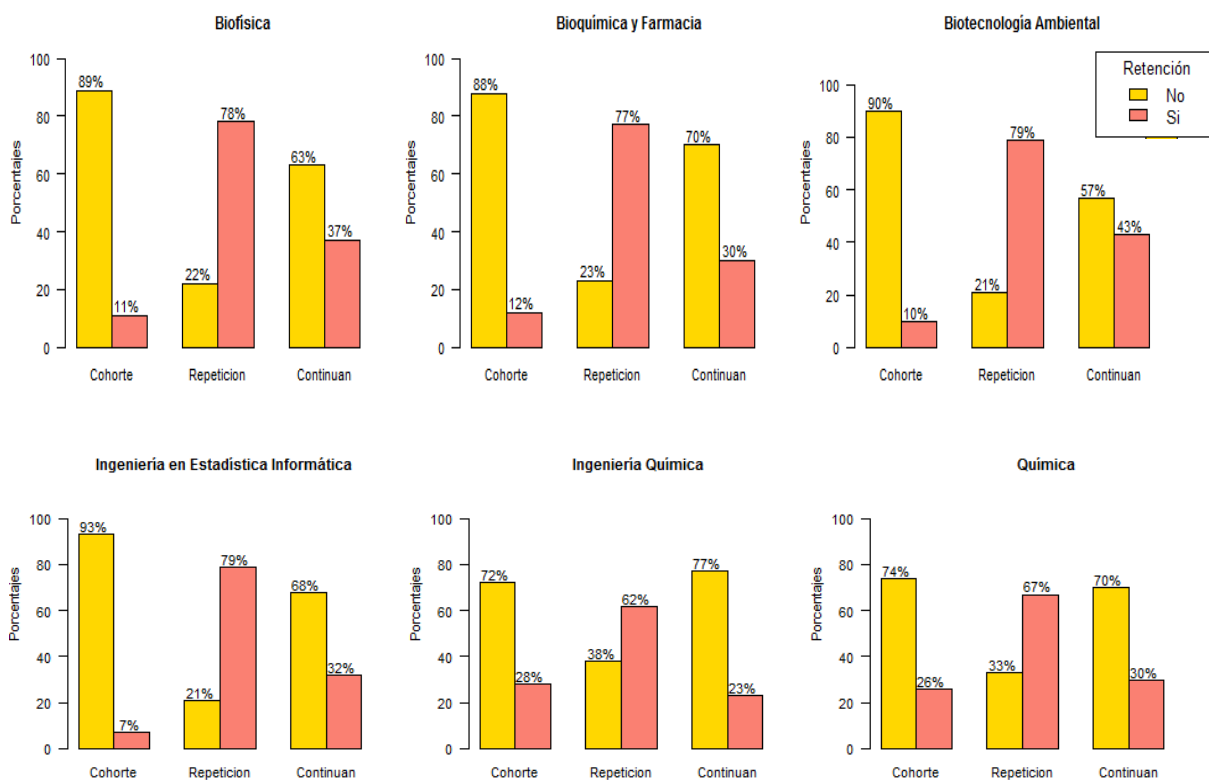 Biofísica
100
80
60
40
20
0
Porcentajes
89%
11%
22%
78%
63%
37%
Cohorte
Repeticion
Continuan
Bioquímica y Farmacia
100
80
60
40
20
0
Porcentajes
88%
12%
23%
77%
70%
30%
Cohorte
Repeticion
Continuan
Biotecnología Ambiental
Retención
No
Si
100
80
60
40
20
0
Porcentajes
90%
10%
21%
79%
57%
43%
Cohorte
Repeticion
Continuan
Ingeniería en Estadística Informática
100
80
60
40
20
0
Porcentajes
93%
7%
21%
79%
68%
32%
Cohorte
Repeticion
Continuan
Ingeniería Química
100
80
60
40
20
0
Porcentajes
72%
28%
38%
62%
77%
23%
Cohorte
Repeticion
Continuan
Química
100
80
60
40
20
0
Porcentajes
74%
26%
33%
67%
70%
30%
Cohorte
Repeticion
Continuan